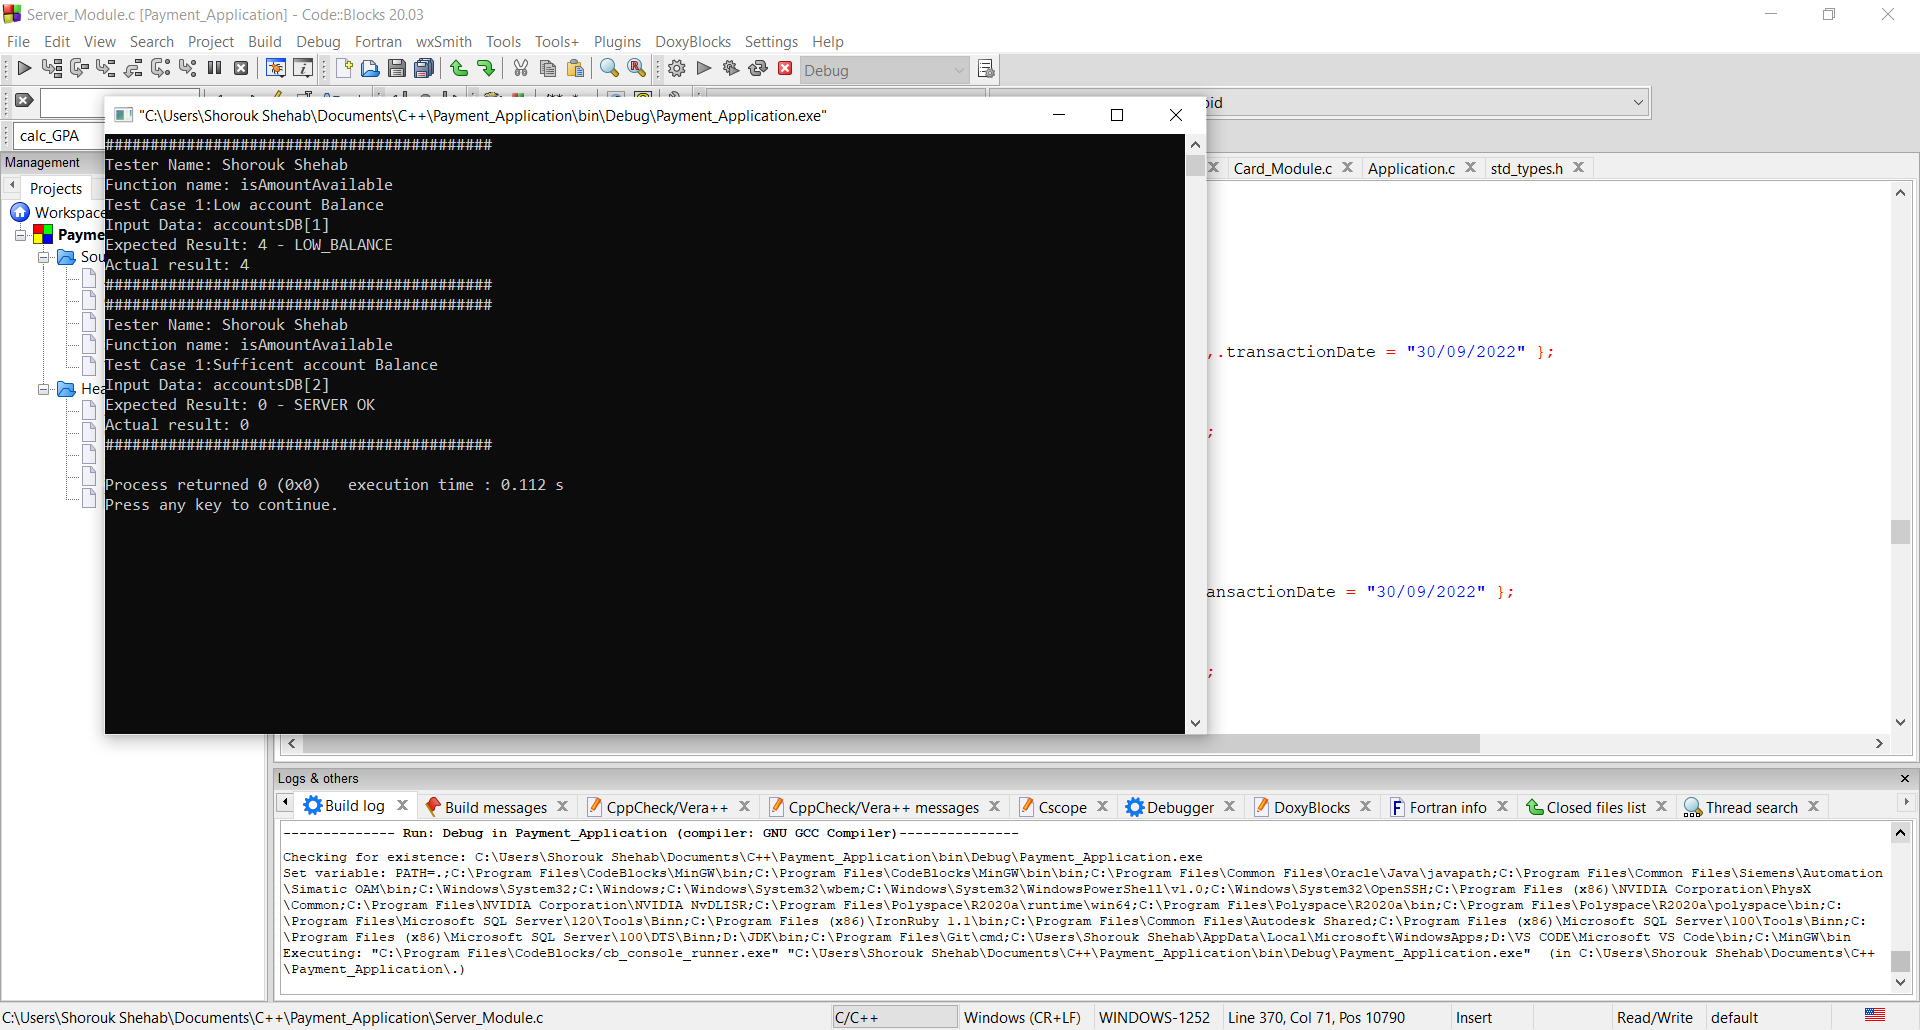 Server_Module.c [Payment_Application] - Code::Blocks 20.03
File Edit View Search Project Build Debug Fortran wxSmith Tools Tools+ Plugins DoxyBlocks Settings Help
Debug
"C:\Users\Shorouk Shehab\Documents\C++\Payment_Application\bin\Debug\Payment_Application.exe"
calc_GPA
Management
Projects
Workspace
Card_Module.c Application.c std_types.h
###########################################
Tester Name: Shorouk Shehab
Function name: isAmountAvailable
Test Case 1:Low account Balance
Input Data: accountsDB[1]
Expected Result: 4 - LOW_BALANCE
Actual result: 4
###########################################
###########################################
Tester Name: Shorouk Shehab
Function name: isAmountAvailable
Test Case 1:Sufficent account Balance
Input Data: accountsDB[2]
Expected Result: 0 - SERVER OK
Actual result: 0
###########################################
Process returned 0 (0x0)   execution time : 0.112 s
Press any key to continue.
,.transactionDate = "30/09/2022" };
;
ansactionDate = "30/09/2022" };
;
Logs & others
Build log Build messages CppCheck/Vera++ CppCheck/Vera++ messages Cscope Debugger DoxyBlocks Fortran info Closed files list Thread search
-------------- Run: Debug in Payment_Application (compiler: GNU GCC Compiler)---------------
Checking for existence: C:\Users\Shorouk Shehab\Documents\C++\Payment_Application\bin\Debug\Payment_Application.exe
Set variable: PATH=.;C:\Program Files\CodeBlocks\MinGW\bin;C:\Program Files\CodeBlocks\MinGW\bin\bin;C:\Program Files\Common Files\Oracle\Java\javapath;C:\Program Files\Common Files\Siemens\Automation
\Simatic OAM\bin;C:\Windows\System32;C:\Windows;C:\Windows\System32\wbem;C:\Windows\System32\WindowsPowerShell\v1.0;C:\Windows\System32\OpenSSH;C:\Program Files (x86)\NVIDIA Corporation\PhysX
\Common;C:\Program Files\NVIDIA Corporation\NVIDIA NvDLISR;C:\Program Files\Polyspace\R2020a\runtime\win64;C:\Program Files\Polyspace\R2020a\bin;C:\Program Files\Polyspace\R2020a\polyspace\bin;C:
\Program Files\Microsoft SQL Server\120\Tools\Binn;C:\Program Files (x86)\IronRuby 1.1\bin;C:\Program Files\Common Files\Autodesk Shared;C:\Program Files (x86)\Microsoft SQL Server\100\Tools\Binn;C:
\Program Files (x86)\Microsoft SQL Server\100\DTS\Binn;D:\JDK\bin;C:\Program Files\Git\cmd;C:\Users\Shorouk Shehab\AppData\Local\Microsoft\WindowsApps;D:\VS CODE\Microsoft VS Code\bin;C:\MinGW\bin
Executing: "C:\Program Files\CodeBlocks/cb_console_runner.exe" "C:\Users\Shorouk Shehab\Documents\C++\Payment_Application\bin\Debug\Payment_Application.exe"  (in C:\Users\Shorouk Shehab\Documents\C++
\Payment_Application\.)
C:\Users\Shorouk Shehab\Documents\C++\Payment_Application\Server_Module.c C/C++ Windows (CR+LF) WINDOWS-1252 Line 370, Col 71, Pos 10790 Insert Read/Write default